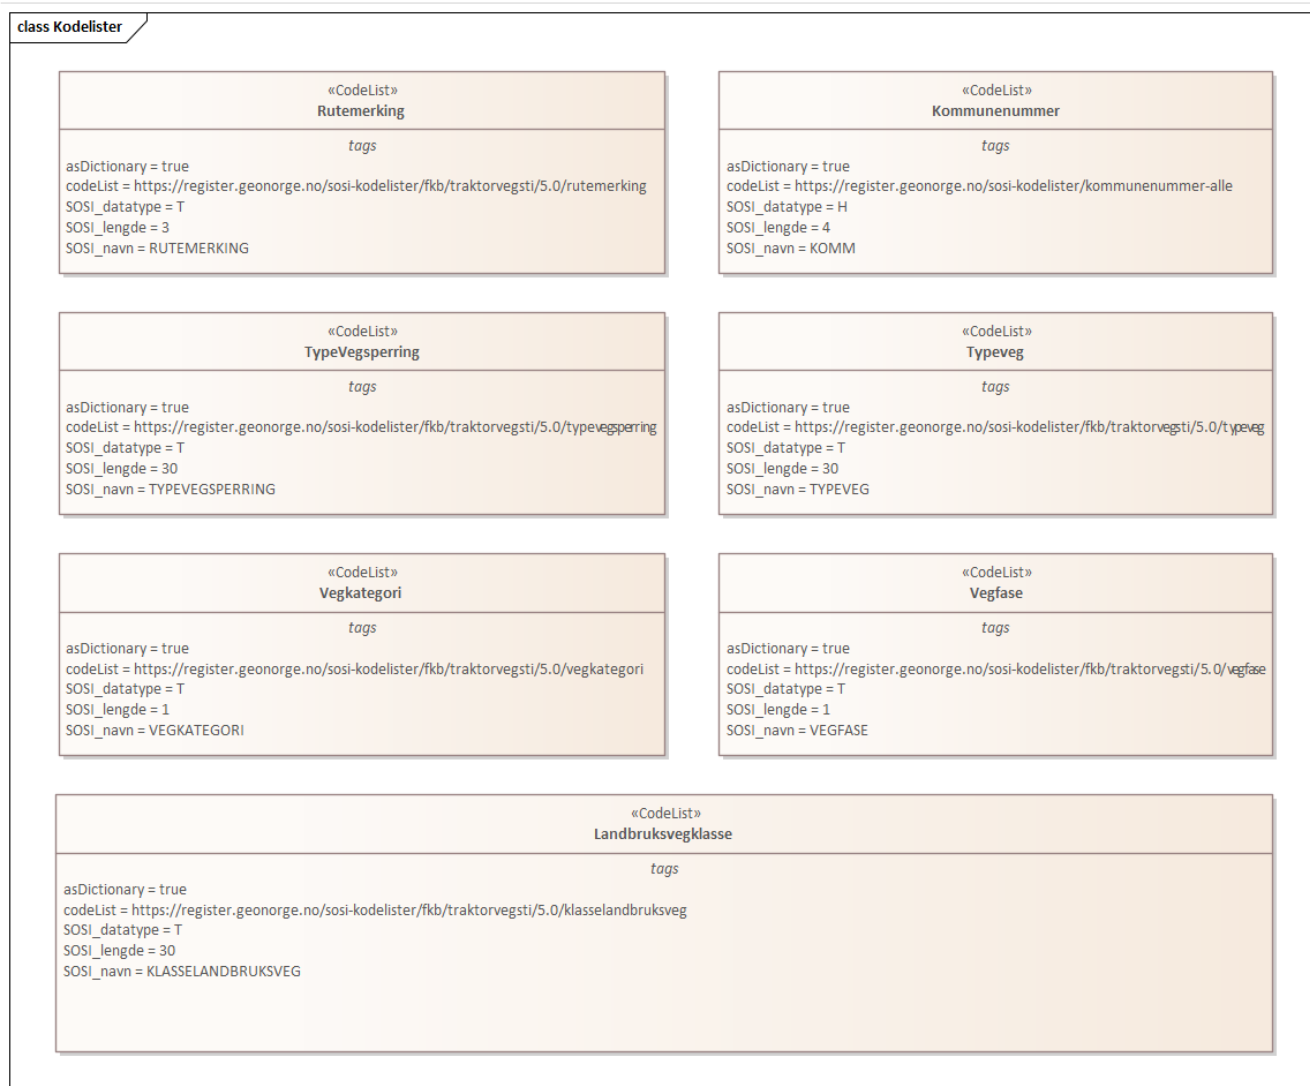 class Kodelister
«CodeList»
Rutemerking
tags
asDictionary = true
codeList = https://register.geonorge.no/sosi-kodelister/fkb/traktorvegsti/5.0/rutemerking
SOSI_datatype = T
SOSI_lengde = 3
SOSI_navn = RUTEMERKING
«CodeList»
Kommunenummer
tags
asDictionary = true
codeList = https://register.geonorge.no/sosi-kodelister/kommunenummer-alle
SOSI_datatype = H
SOSI_lengde = 4
SOSI_navn = KOMM
«CodeList»
TypeVegsperring
tags
asDictionary = true
codeList = https://register.geonorge.no/sosi-kodelister/fkb/traktorvegsti/5.0/typevegsperring
SOSI_datatype = T
SOSI_lengde = 30
SOSI_navn = TYPEVEGSPERRING
«CodeList»
Typeveg
tags
asDictionary = true
codeList = https://register.geonorge.no/sosi-kodelister/fkb/traktorvegsti/5.0/typeveg
SOSI_datatype = T
SOSI_lengde = 30
SOSI_navn = TYPEVEG
«CodeList»
Vegkategori
tags
asDictionary = true
codeList = https://register.geonorge.no/sosi-kodelister/fkb/traktorvegsti/5.0/vegkategori
SOSI_datatype = T
SOSI_lengde = 1
SOSI_navn = VEGKATEGORI
«CodeList»
Vegfase
tags
asDictionary = true
codeList = https://register.geonorge.no/sosi-kodelister/fkb/traktorvegsti/5.0/vegfase
SOSI_datatype = T
SOSI_lengde = 1
SOSI_navn = VEGFASE
«CodeList»
Landbruksvegklasse
tags
asDictionary = true
codeList = https://register.geonorge.no/sosi-kodelister/fkb/traktorvegsti/5.0/klasselandbruksveg
SOSI_datatype = T
SOSI_lengde = 30
SOSI_navn = KLASSELANDBRUKSVEG